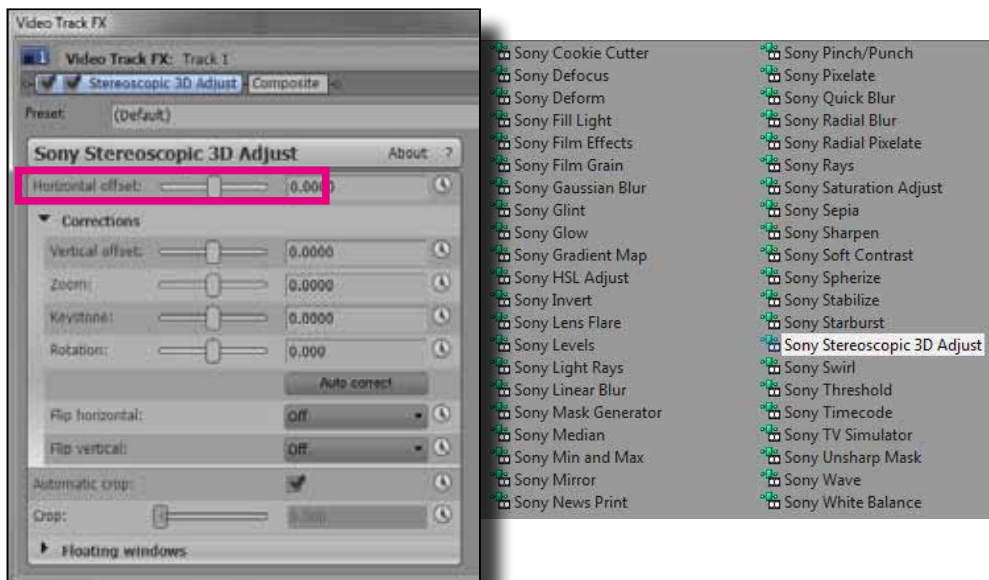 Video Track FX
Video Track FX: Track 1
Stereoscopic 3D Adjust Composite
Preset: (Default)
Sony Stereoscopic 3D Adjust About ?
Horizontal offset: 0.0000
Corrections
Vertical offset: 0.0000
Zoom: 0.0000
Keystone: 0.0000
Rotation: 0.000
Auto correct
Flip horizontal: Off
Flip vertical: Off
Automatic crop:
Crop: 0.000
Floating windows
Sony Cookie Cutter
Sony Defocus
Sony Deform
Sony Fill Light
Sony Film Effects
Sony Film Grain
Sony Gaussian Blur
Sony Glint
Sony Glow
Sony Gradient Map
Sony HSL Adjust
Sony Invert
Sony Lens Flare
Sony Levels
Sony Light Rays
Sony Linear Blur
Sony Mask Generator
Sony Median
Sony Min and Max
Sony Mirror
Sony News Print
Sony Pinch/Punch
Sony Pixelate
Sony Quick Blur
Sony Radial Blur
Sony Radial Pixelate
Sony Rays
Sony Saturation Adjust
Sony Sepia
Sony Sharpen
Sony Soft Contrast
Sony Spherize
Sony Stabilize
Sony Starburst
Sony Stereoscopic 3D Adjust
Sony Swirl
Sony Threshold
Sony Timecode
Sony TV Simulator
Sony Unsharp Mask
Sony Wave
Sony White Balance